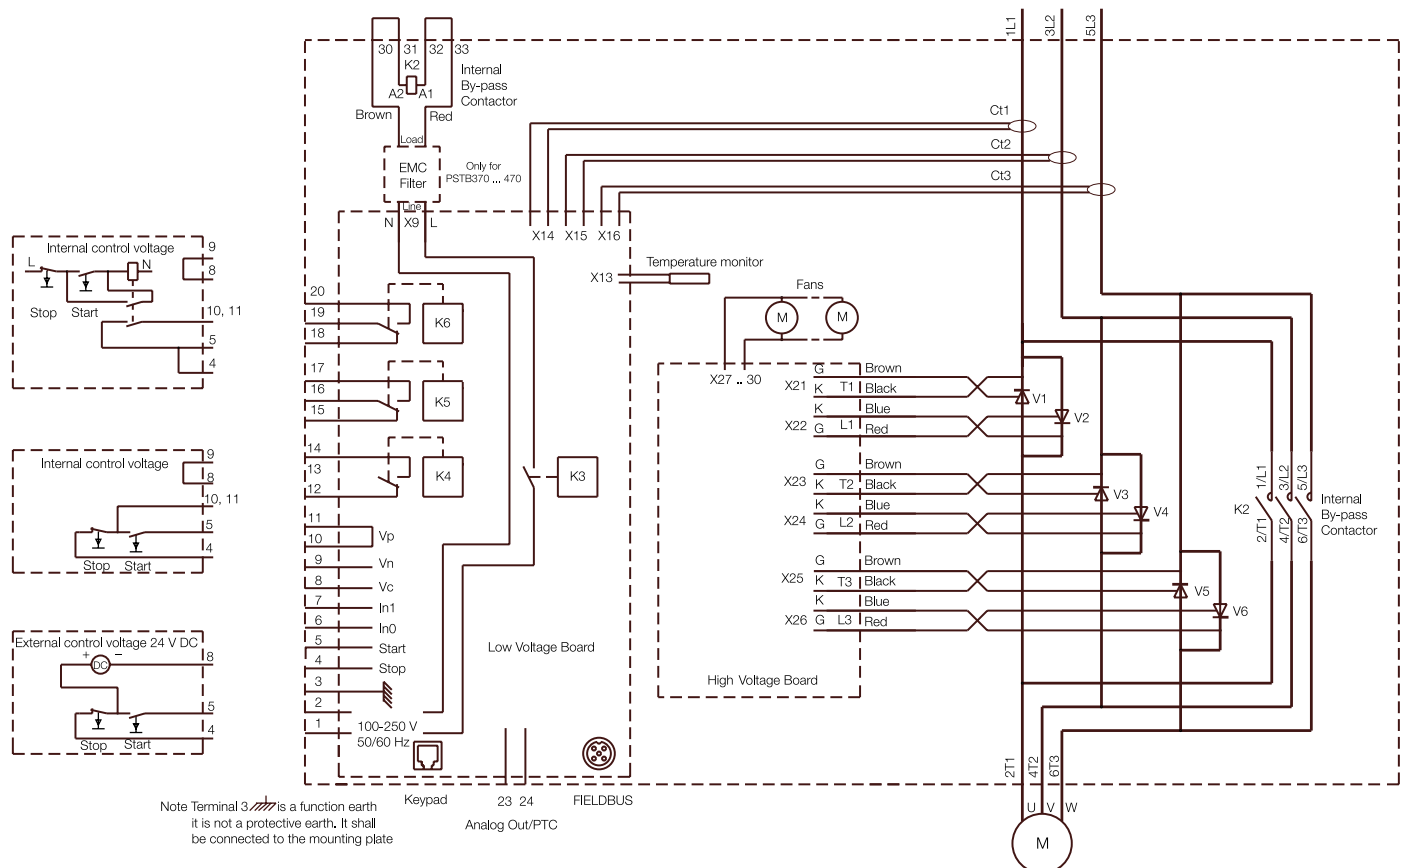 1L1
3L2
5L3
30 31 32 33
K2
A2 A1
Internal
By-pass
Contactor
Brown Red
Load
EMC
Filter
Only for
PSTB370 ... 470
Line
N X9 L
Ct1
Ct2
Ct3
X14 X15 X16
X13
Temperature monitor
Fans
M M
X27 .. 30
Internal control voltage
L N
Stop Start
9
8
10, 11
5
4
Internal control voltage
9
8
10, 11
5
4
Stop Start
External control voltage 24 V DC
+ −
DC
8
5
4
Stop Start
20
19
18
K6
17
16
15
K5
14
13
12
K4
K3
11
10
Vp
9
Vn
8
Vc
7
In1
6
In0
5
Start
4
Stop
3
2
1
100-250 V
50/60 Hz
Low Voltage Board
Keypad
23 24
Analog Out/PTC
FIELDBUS
X21
G Brown
K T1 Black
X22
K Blue
G L1 Red
X23
G Brown
K T2 Black
X24
K Blue
G L2 Red
X25
G Brown
K T3 Black
X26
K Blue
G L3 Red
High Voltage Board
V1
V2
V3
V4
V5
V6
K2
1/L1
3/L2
5/L3
2/T1
4/T2
6/T3
Internal
By-pass
Contactor
2T1
4T2
6T3
U V W
M
Note Terminal 3 is a function earth
it is not a protective earth. It shall
be connected to the mounting plate